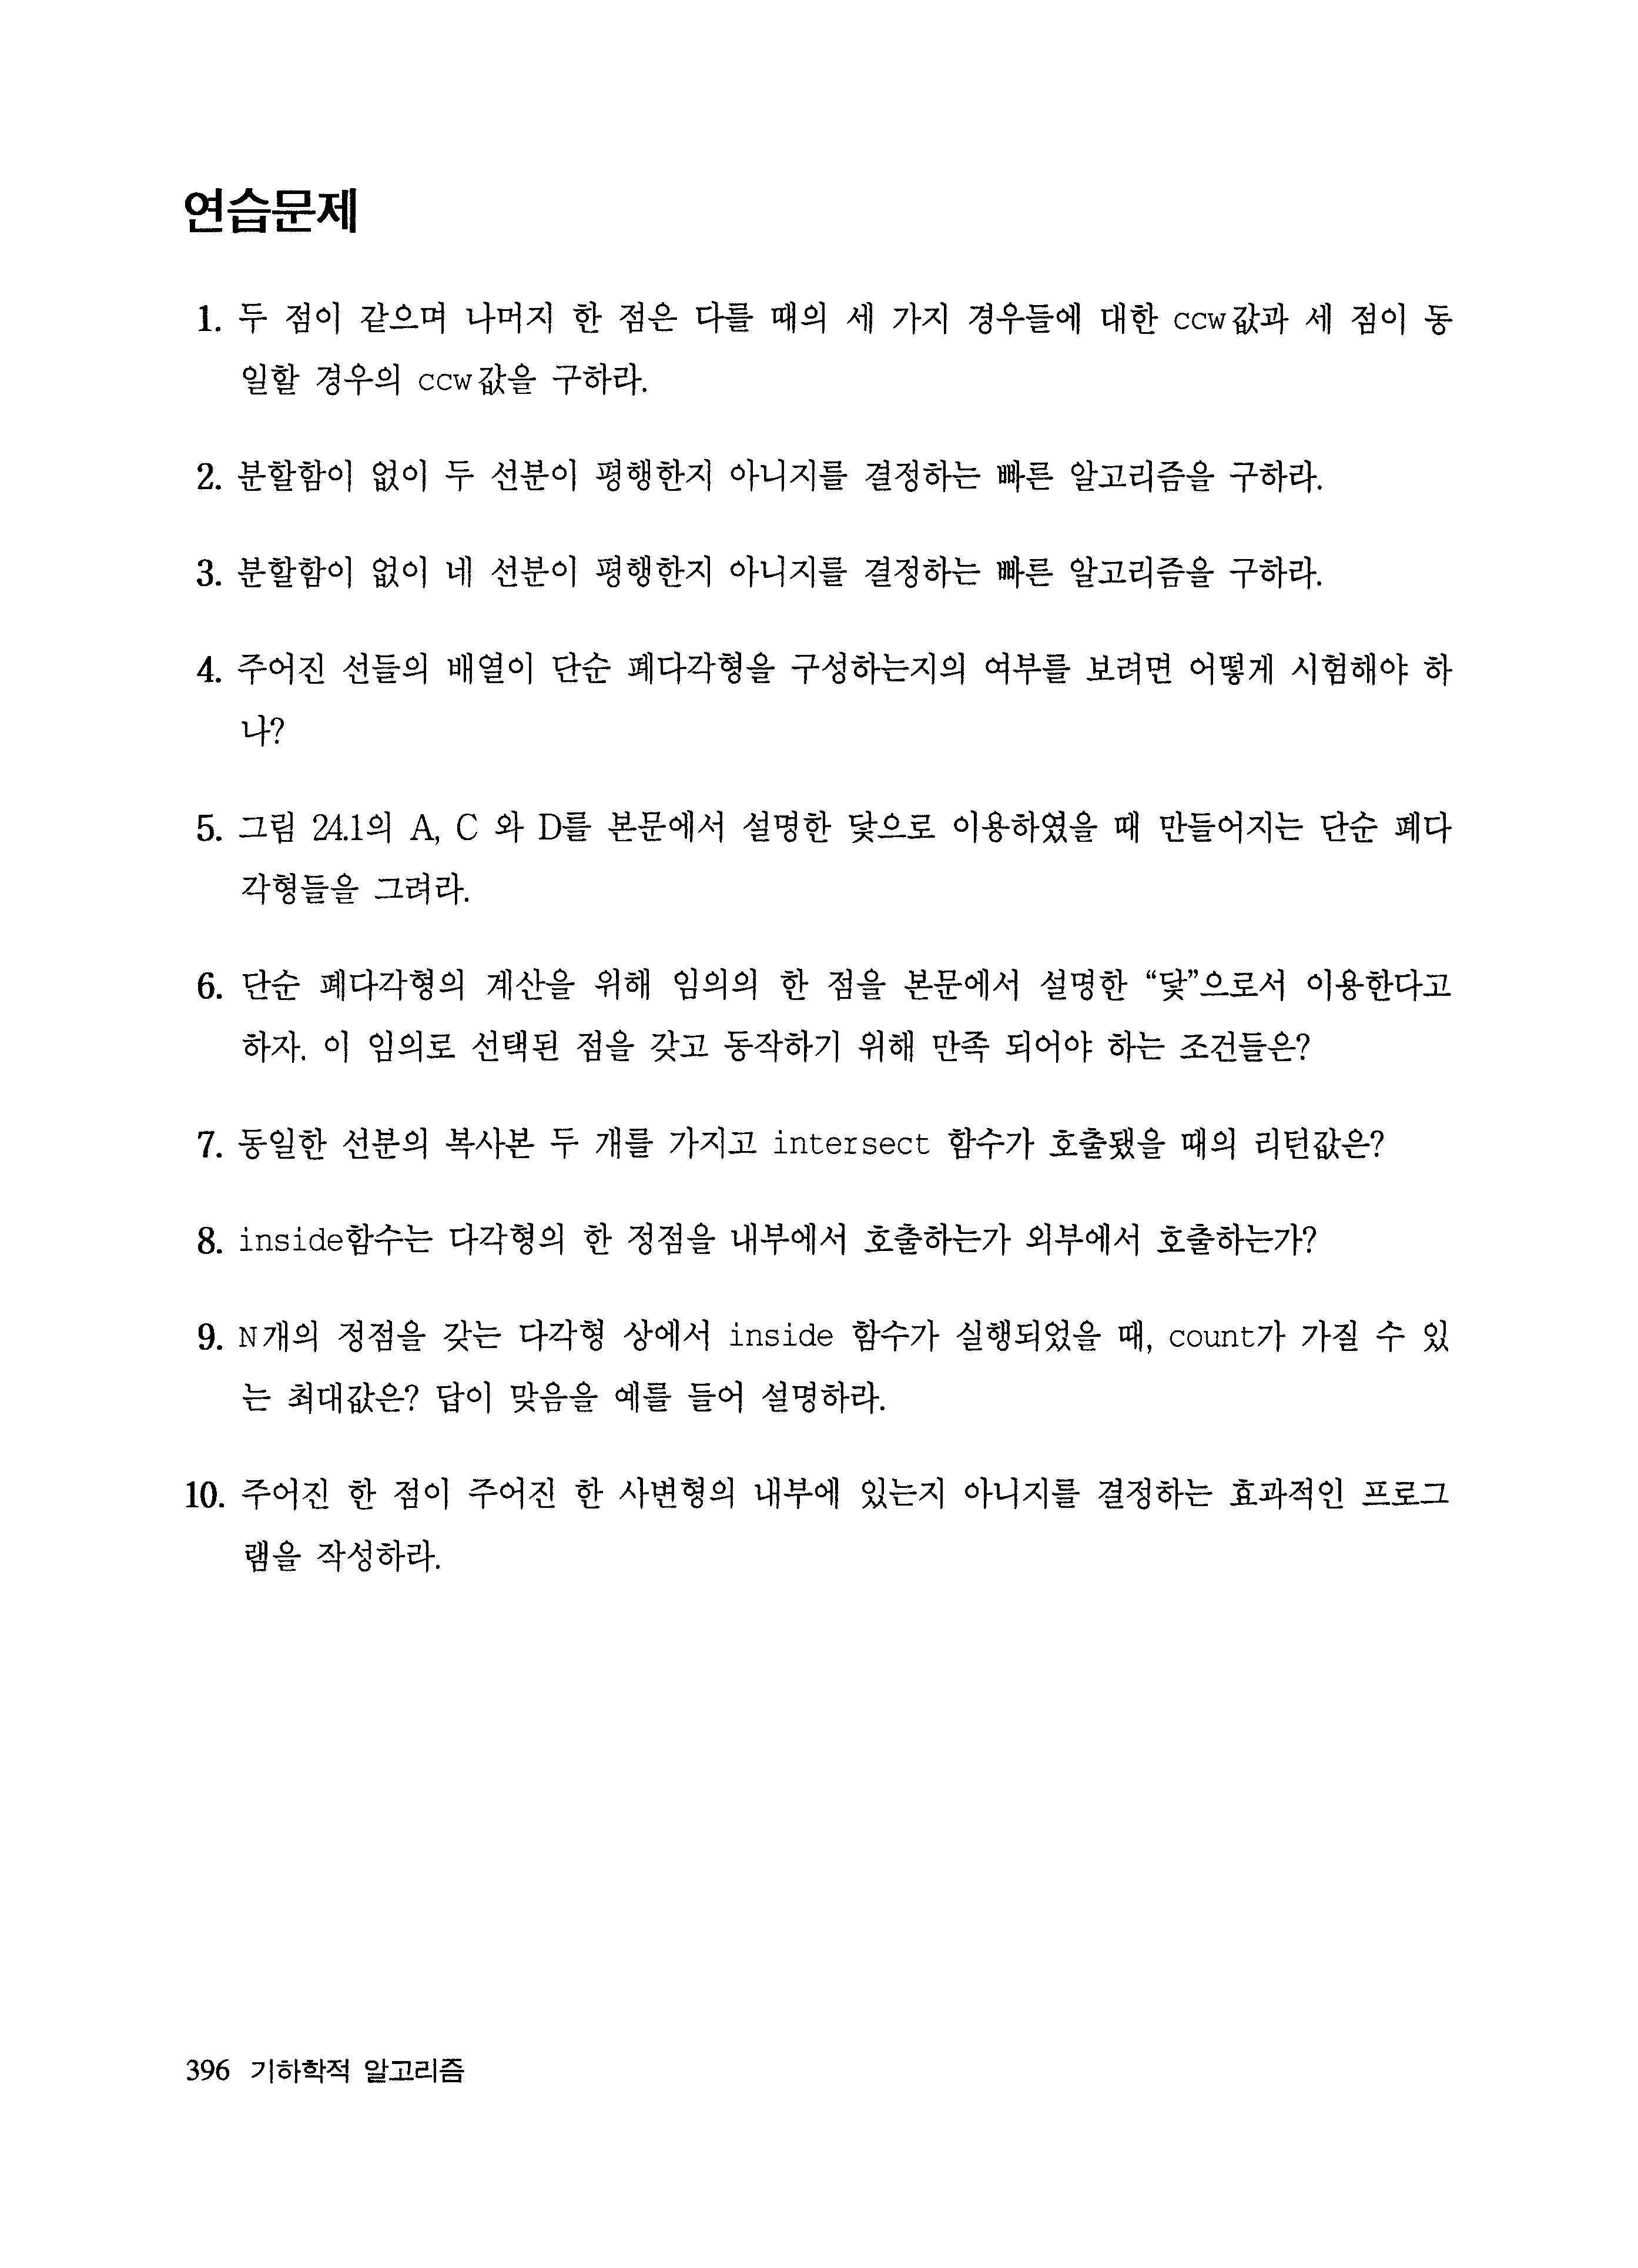 연습문제
1. 두 점이 같으며 나머지 한 점은 다를 때의 세 가지 경우들에 대한 ccw값과 세 점이 동
일할 경우의 ccw값을 구하라.
2. 분할함이 없이 두 선분이 평행한지 아니지를 결정하는 빠른 알고리즘을 구하라.
3. 분할함이 없이 네 선분이 평행한지 아니지를 결정하는 빠른 알고리즘을 구하라.
4. 주어진 선들의 배열이 단순 폐다각형을 구성하는지의 여부를 보려면 어떻게 시험해야 하
나?
5. 그림 24.1의 A, C 와 D를 본문에서 설명한 닻으로 이용하였을 때 만들어지는 단순 폐다
각형들을 그려라.
6. 단순 폐다각형의 계산을 위해 임의의 한 점을 본문에서 설명한 “닻”으로서 이용한다고
하자. 이 임의로 선택된 점을 갖고 동작하기 위해 만족 되어야 하는 조건들은?
7. 동일한 선분의 복사본 두 개를 가지고 intersect 함수가 호출됐을 때의 리턴값은?
8. inside함수는 다각형의 한 정점을 내부에서 호출하는가 외부에서 호출하는가?
9. N개의 정점을 갖는 다각형 상에서 inside 함수가 실행되었을 때, count가 가질 수 있
는 최대값은? 답이 맞음을 예를 들어 설명하라.
10. 주어진 한 점이 주어진 한 사변형의 내부에 있는지 아니지를 결정하는 효과적인 프로그
램을 작성하라.
396 기하학적 알고리즘